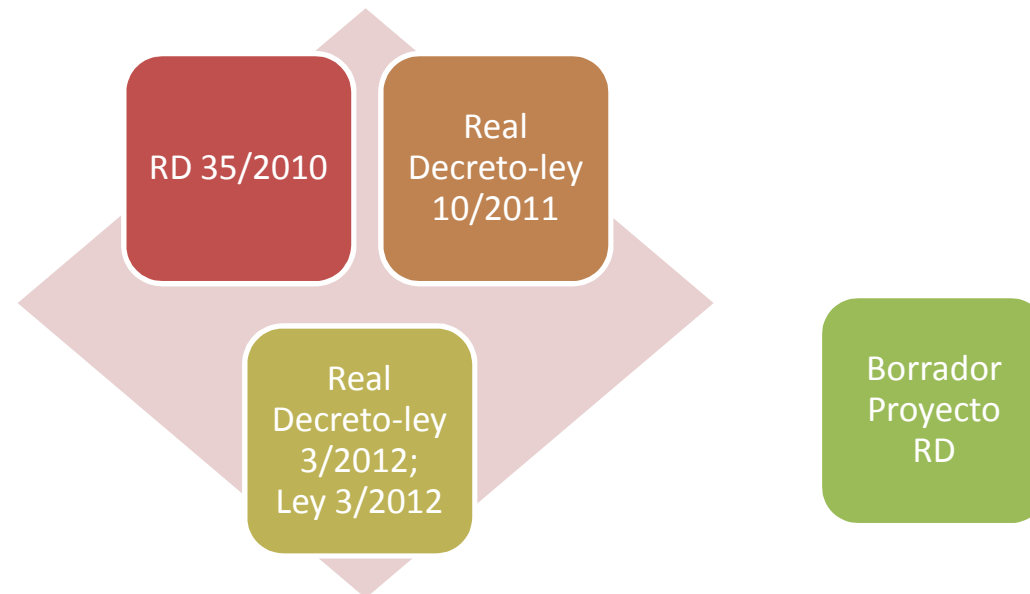 RD 35/2010
Real
Decreto-ley
10/2011
Real
Decreto-ley
3/2012;
Ley 3/2012
Borrador
Proyecto
RD